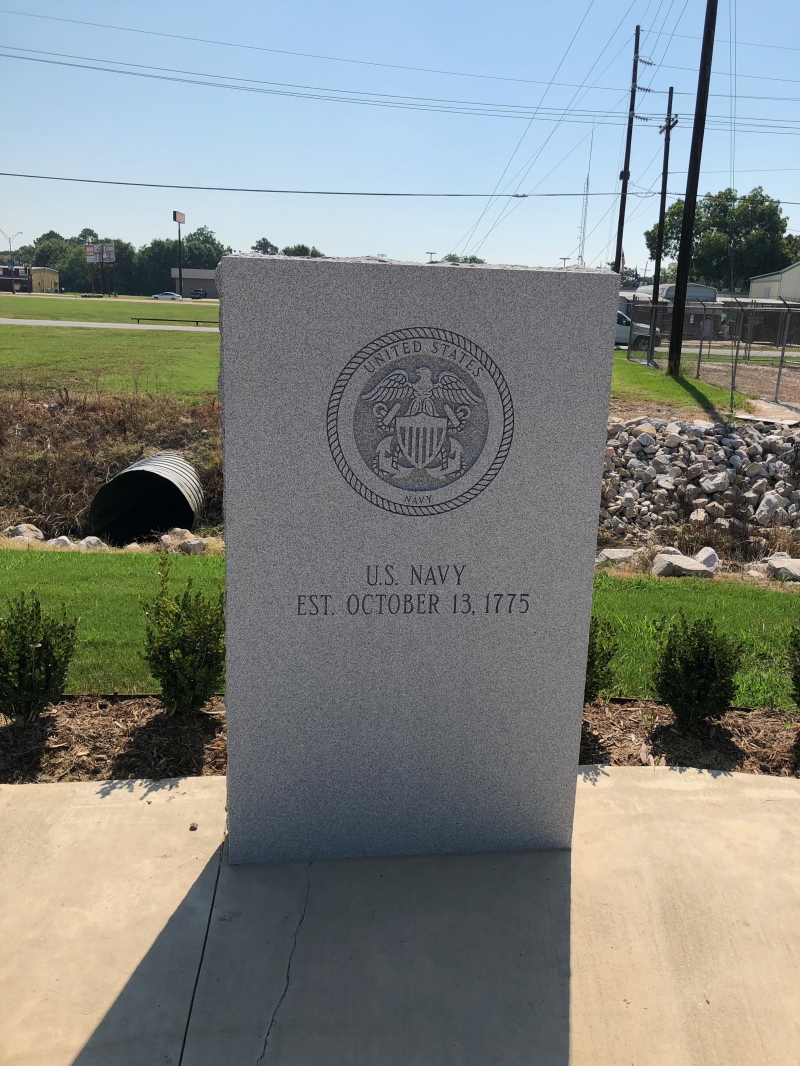 UNITED STATES
NAVY
U.S. NAVY
EST. OCTOBER 13, 1775